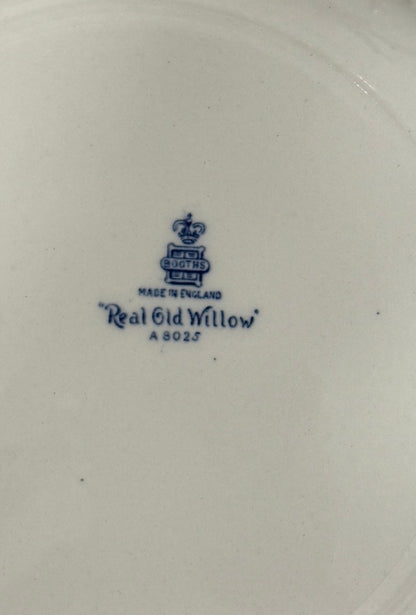 BOOTHS
MADE IN ENGLAND
"Real Old Willow"
A 8025